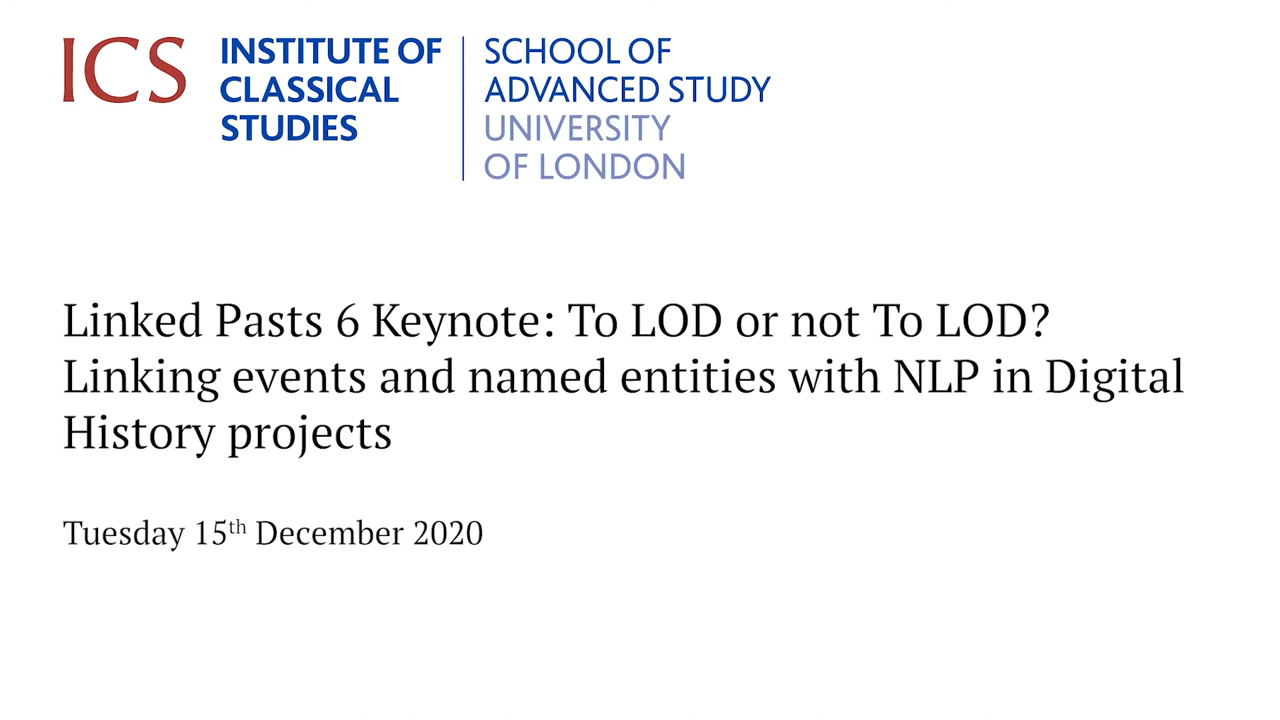 ICS
INSTITUTE OF
CLASSICAL
STUDIES
SCHOOL OF
ADVANCED STUDY
UNIVERSITY
OF LONDON
Linked Pasts 6 Keynote: To LOD or not To LOD?
Linking events and named entities with NLP in Digital
History projects
Tuesday 15th December 2020